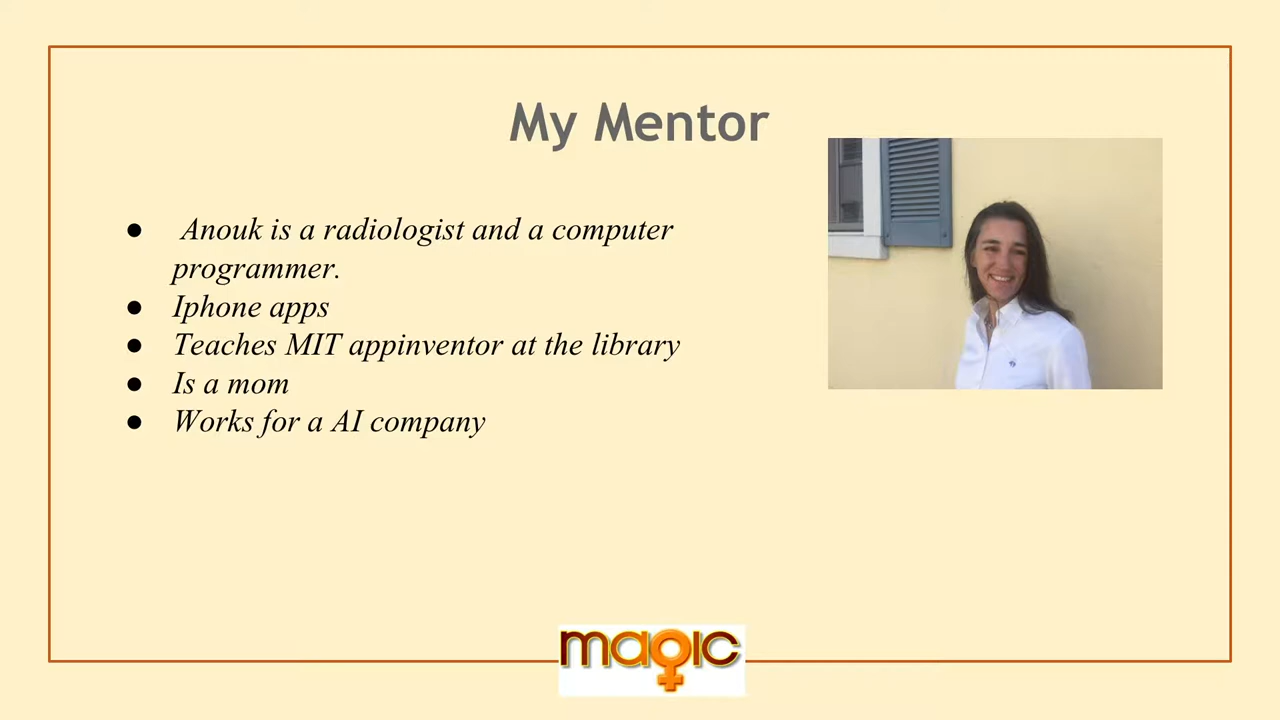 My Mentor
● Anouk is a radiologist and a computer
programmer.
● Iphone apps
● Teaches MIT appinventor at the library
● Is a mom
● Works for a AI company
magic